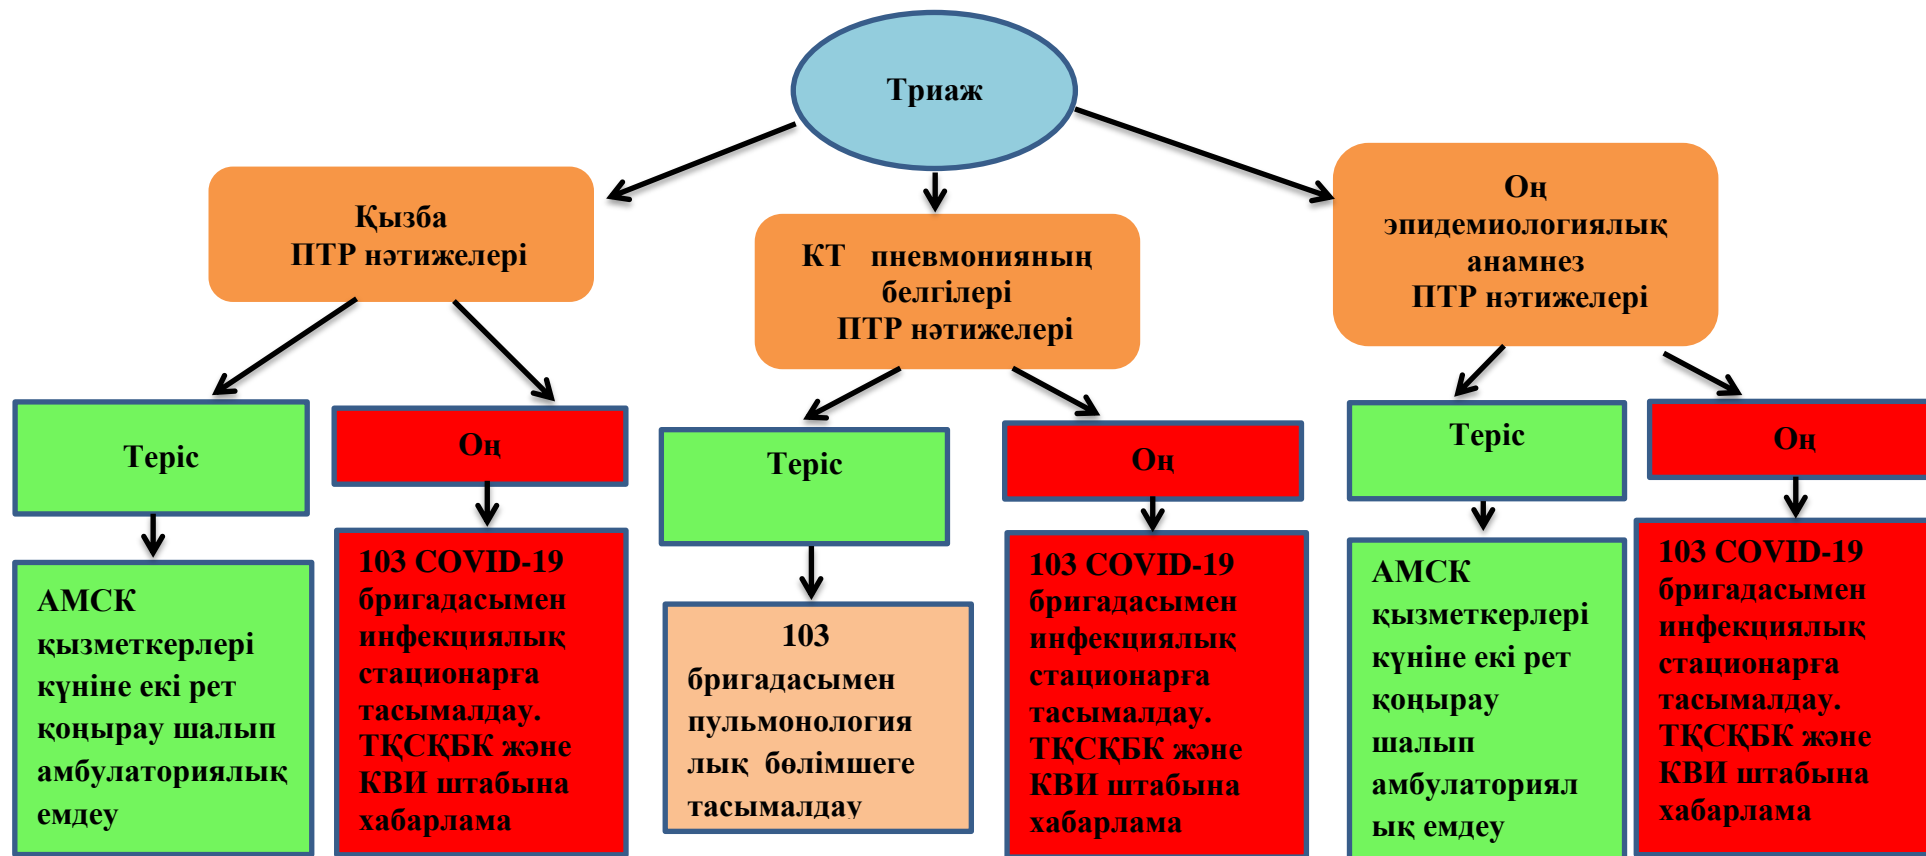 Триаж
Қызба
ПТР нәтижелері
КТ пневмонияның
белгілері
ПТР нәтижелері
Оң
эпидемиологиялық
анамнез
ПТР нәтижелері
Теріс
Оң
Теріс
Оң
Теріс
Оң
АМСК
қызметкерлері
күніне екі рет
қоңырау шалып
амбулаториялық
емдеу
103 COVID-19
бригадасымен
инфекциялық
стационарға
тасымалдау.
ТҚСҚБК және
КВИ штабына
хабарлама
103
бригадасымен
пульмонология
лық бөлімшеге
тасымалдау
103 COVID-19
бригадасымен
инфекциялық
стационарға
тасымалдау.
ТҚСҚБК және
КВИ штабына
хабарлама
АМСК
қызметкерлері
күніне екі рет
қоңырау
шалып
амбулаториял
ық емдеу
103 COVID-19
бригадасымен
инфекциялық
стационарға
тасымалдау.
ТҚСҚБК және
КВИ штабына
хабарлама